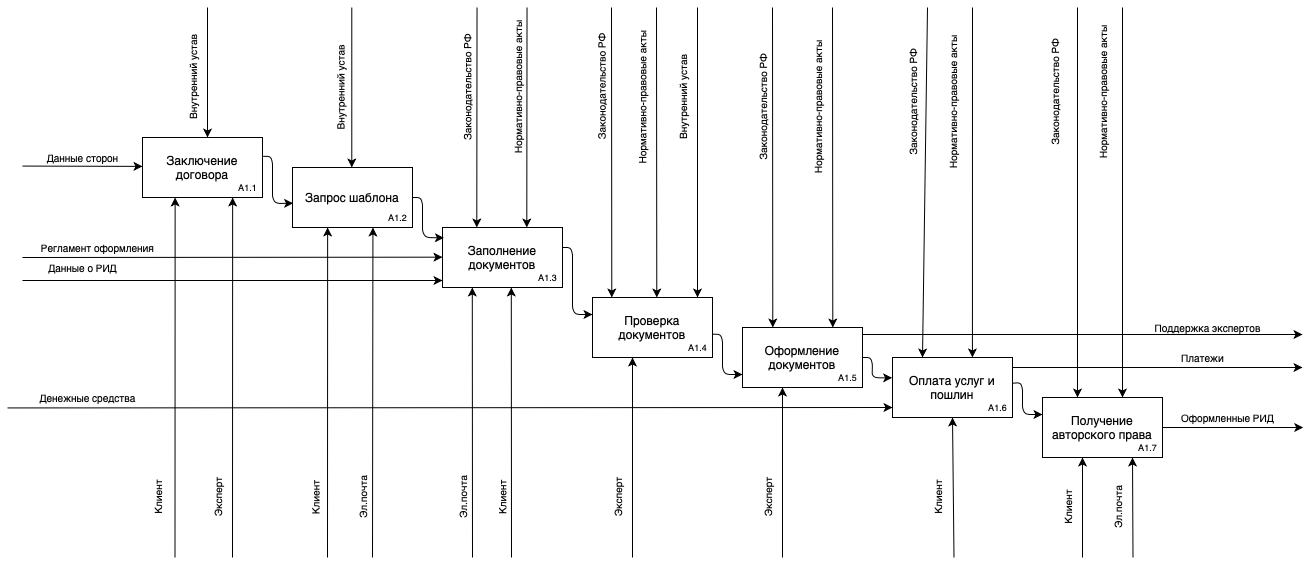 Внутренний устав
Внутренний устав
Законодательство РФ
Нормативно-правовые акты
Законодательство РФ
Нормативно-правовые акты
Внутренний устав
Законодательство РФ
Нормативно-правовые акты
Законодательство РФ
Нормативно-правовые акты
Законодательство РФ
Нормативно-правовые акты
Данные сторон
Заключение
договора
A1.1
Запрос шаблона
A1.2
Регламент оформления
Данные о РИД
Заполнение
документов
A1.3
Проверка
документов
A1.4
Оформление
документов
A1.5
Поддержка экспертов
Платежи
Оплата услуг и
пошлин
A1.6
Денежные средства
Получение
авторского права
A1.7
Оформленные РИД
Клиент
Эксперт
Клиент
Эл.почта
Эл.почта
Клиент
Эксперт
Эксперт
Клиент
Клиент
Эл.почта